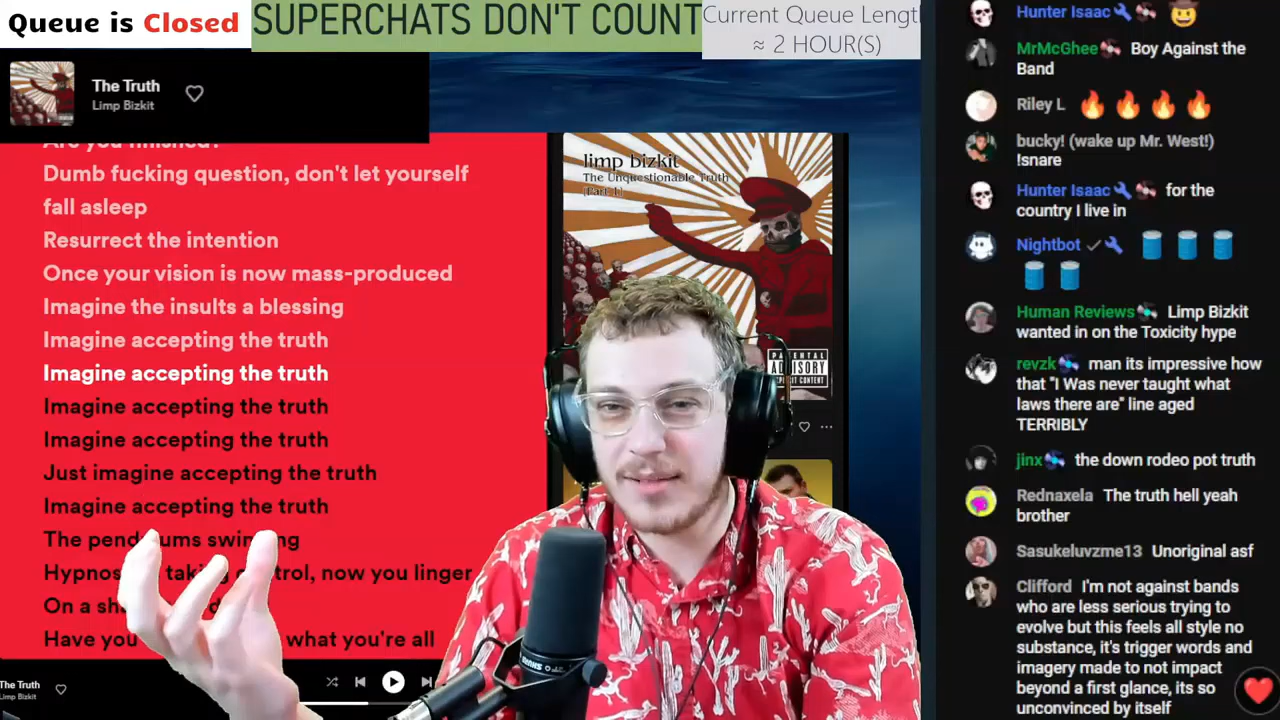 Queue is Closed
SUPERCHATS DON'T COUNT
Current Queue Lengt
≈ 2 HOUR(S)
The Truth
Limp Bizkit
Are you finished?
Dumb fucking question, don't let yourself
fall asleep
Resurrect the intention
Once your vision is now mass-produced
Imagine the insults a blessing
Imagine accepting the truth
Imagine accepting the truth
Imagine accepting the truth
Imagine accepting the truth
Just imagine accepting the truth
Imagine accepting the truth
The swinging
control, now you linger
On a
Have you what you're all
The Truth
Limp Bizkit
limp bizkit
The Unquestionable Truth
(Part 1)
PARENTAL
ADVISORY
EXPLICIT CONTENT
Hunter Isaac
MrMcGhee Boy Against the
Band
Riley L
bucky! (wake up Mr. West!)
!snare
Hunter Isaac for the
country I live in
Nightbot
Human Reviews Limp Bizkit
wanted in on the Toxicity hype
revzk man its impressive how
that "I Was never taught what
laws there are" line aged
TERRIBLY
jinx the down rodeo pot truth
Rednaxela The truth hell yeah
brother
Sasukeluvzme13 Unoriginal asf
Clifford I'm not against bands
who are less serious trying to
evolve but this feels all style no
substance, it's trigger words and
imagery made to not impact
beyond a first glance, its so
unconvinced by itself